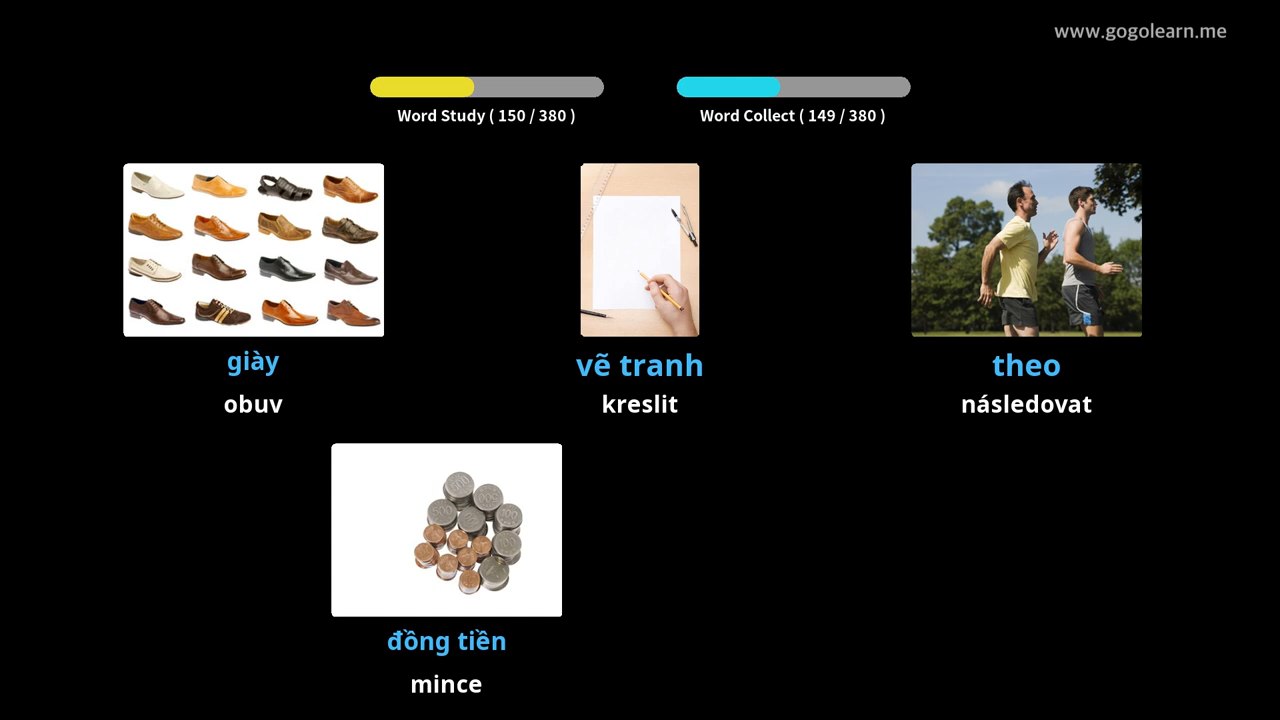 www.gogolearn.me
Word Study ( 150 / 380 )
Word Collect ( 149 / 380 )
giày
obuv
vẽ tranh
kreslit
theo
následovat
đồng tiền
mince